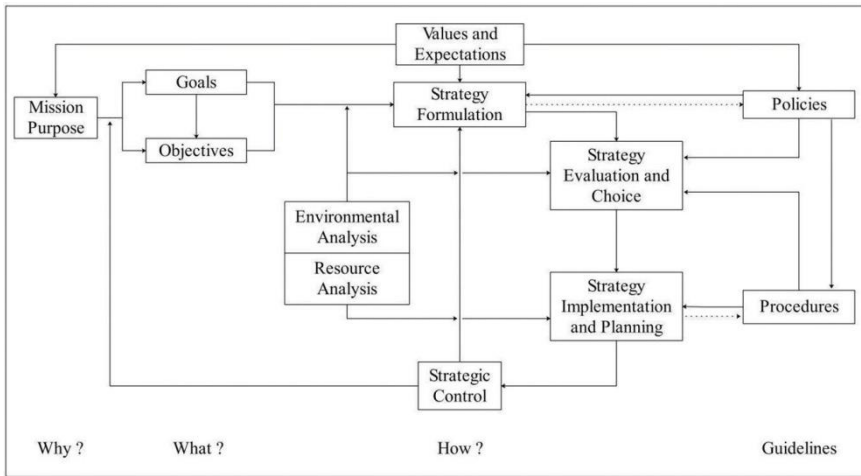 Values and
Expectations
Goals
Strategy
Formulation
Mission
Purpose
Policies
Objectives
Strategy
Evaluation and
Choice
Environmental
Analysis
Resource
Analysis
Strategy
Implementation
and Planning
Procedures
Strategic
Control
Why ?
What ?
How ?
Guidelines